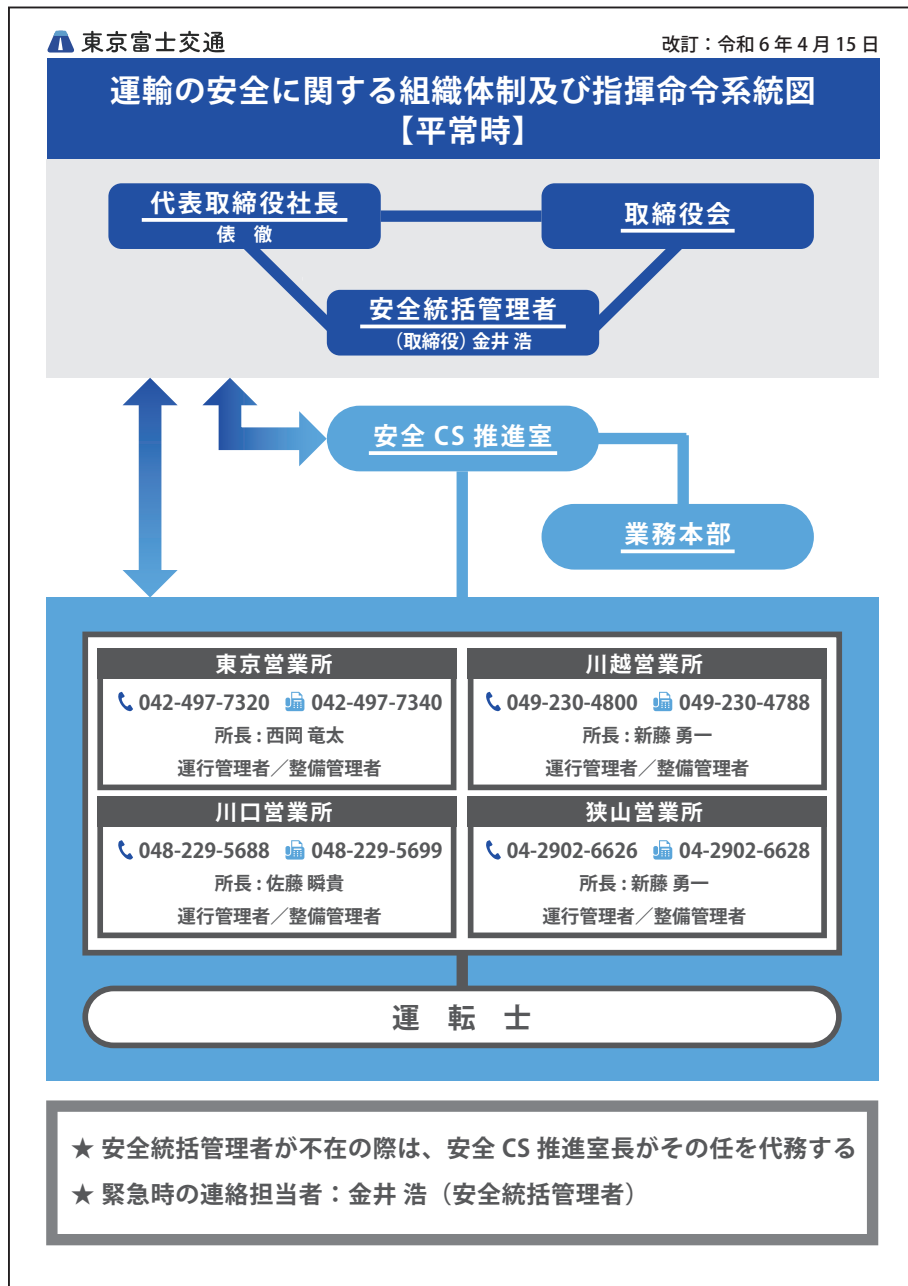 東京富士交通
改訂：令和6年4月15日
運輸の安全に関する組織体制及び指揮命令系統図
【平常時】
代表取締役社長
俵 徹
取締役会
安全統括管理者
（取締役）金井 浩
安全 CS 推進室
業務本部
東京営業所
042-497-7320 042-497-7340
所長 : 西岡 竜太
運行管理者／整備管理者
川越営業所
049-230-4800 049-230-4788
所長 : 新藤 勇一
運行管理者／整備管理者
川口営業所
048-229-5688 048-229-5699
所長 : 佐藤 瞬貴
運行管理者／整備管理者
狭山営業所
04-2902-6626 04-2902-6628
所長 : 新藤 勇一
運行管理者／整備管理者
運 転 士
★ 安全統括管理者が不在の際は、安全 CS 推進室長がその任を代務する
★ 緊急時の連絡担当者：金井 浩（安全統括管理者）